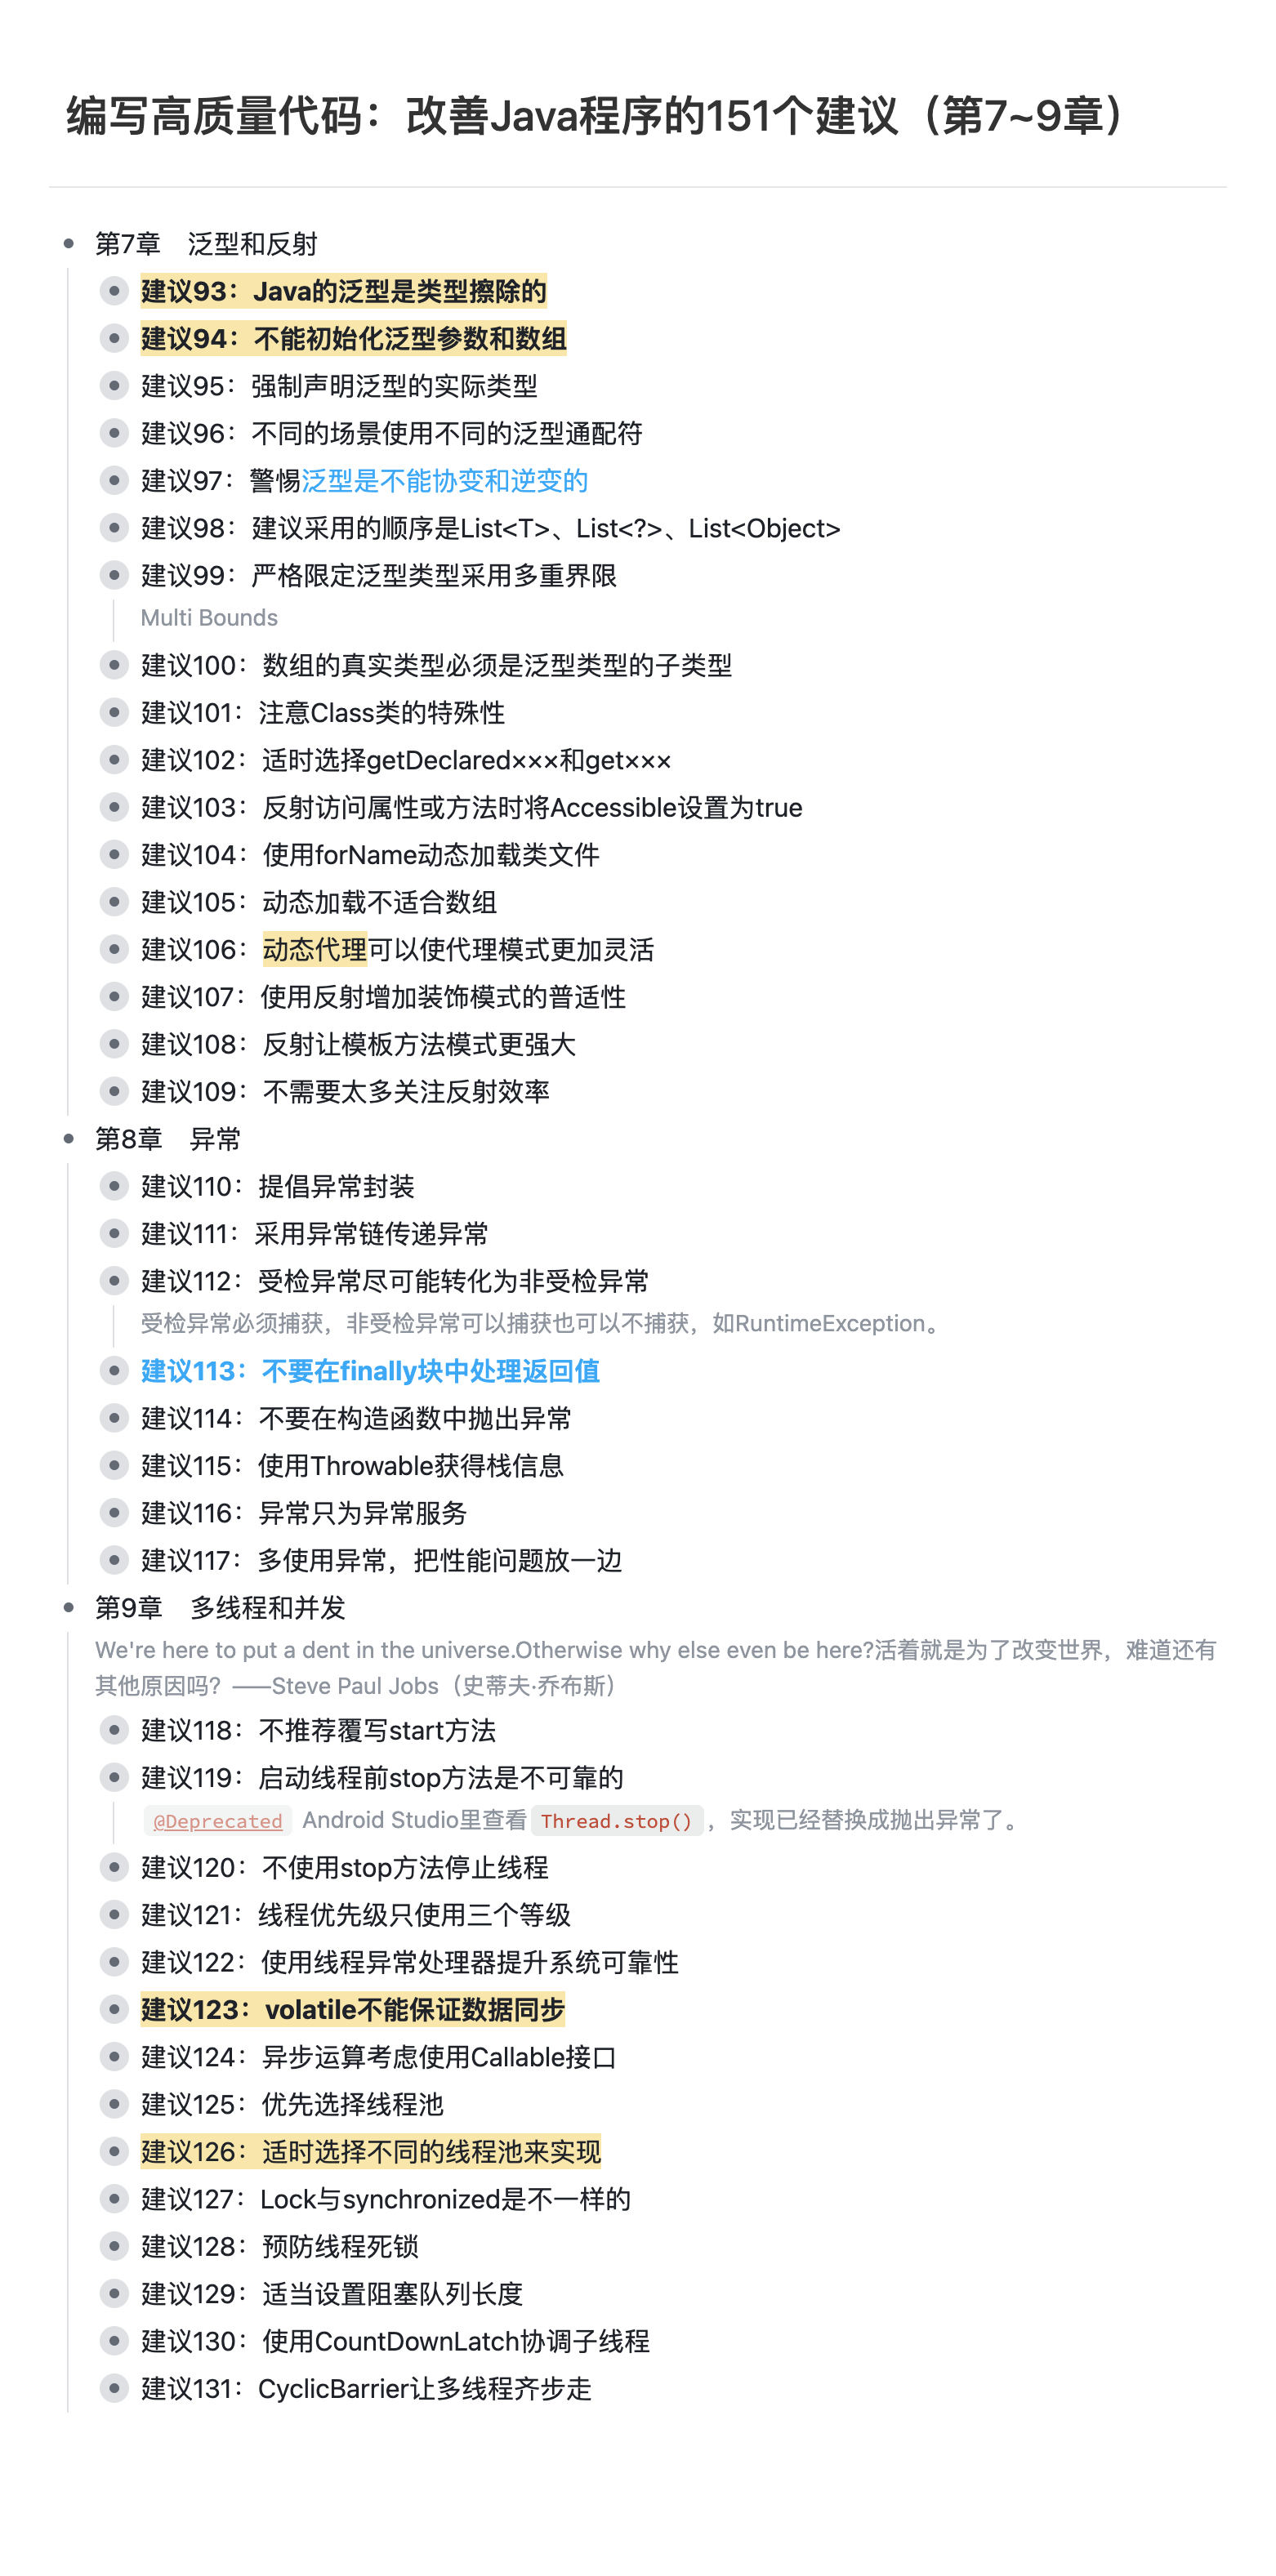 编写高质量代码：改善Java程序的151个建议（第7~9章）
第7章　泛型和反射
建议93：Java的泛型是类型擦除的
建议94：不能初始化泛型参数和数组
建议95：强制声明泛型的实际类型
建议96：不同的场景使用不同的泛型通配符
建议97：警惕泛型是不能协变和逆变的
建议98：建议采用的顺序是List<T>、List<?>、List<Object>
建议99：严格限定泛型类型采用多重界限
Multi Bounds
建议100：数组的真实类型必须是泛型类型的子类型
建议101：注意Class类的特殊性
建议102：适时选择getDeclared×××和get×××
建议103：反射访问属性或方法时将Accessible设置为true
建议104：使用forName动态加载类文件
建议105：动态加载不适合数组
建议106：动态代理可以使代理模式更加灵活
建议107：使用反射增加装饰模式的普适性
建议108：反射让模板方法模式更强大
建议109：不需要太多关注反射效率
第8章　异常
建议110：提倡异常封装
建议111：采用异常链传递异常
建议112：受检异常尽可能转化为非受检异常
受检异常必须捕获，非受检异常可以捕获也可以不捕获，如RuntimeException。
建议113：不要在finally块中处理返回值
建议114：不要在构造函数中抛出异常
建议115：使用Throwable获得栈信息
建议116：异常只为异常服务
建议117：多使用异常，把性能问题放一边
第9章　多线程和并发
We're here to put a dent in the universe.Otherwise why else even be here?活着就是为了改变世界，难道还有
其他原因吗？——Steve Paul Jobs（史蒂夫·乔布斯）
建议118：不推荐覆写start方法
建议119：启动线程前stop方法是不可靠的
@Deprecated Android Studio里查看 Thread.stop() ，实现已经替换成抛出异常了。
建议120：不使用stop方法停止线程
建议121：线程优先级只使用三个等级
建议122：使用线程异常处理器提升系统可靠性
建议123：volatile不能保证数据同步
建议124：异步运算考虑使用Callable接口
建议125：优先选择线程池
建议126：适时选择不同的线程池来实现
建议127：Lock与synchronized是不一样的
建议128：预防线程死锁
建议129：适当设置阻塞队列长度
建议130：使用CountDownLatch协调子线程
建议131：CyclicBarrier让多线程齐步走